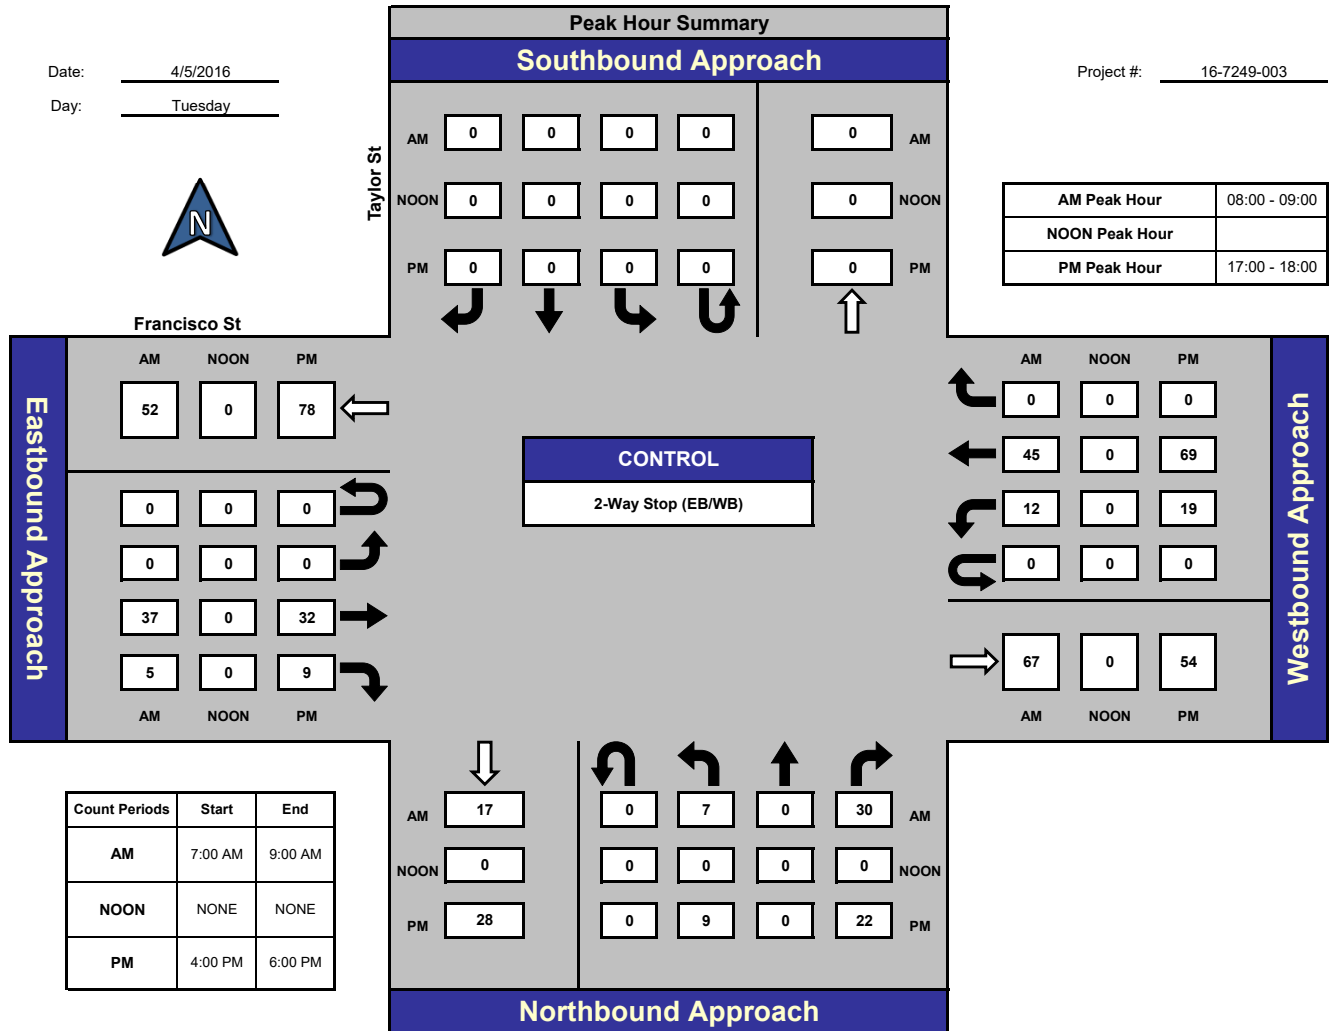 Peak Hour Summary
Southbound Approach
Date: 4/5/2016
Day: Tuesday
Project #: 16-7249-003
N
Taylor St
AM 0 0 0 0 0 AM
NOON 0 0 0 0 0 NOON
PM 0 0 0 0 0 PM
AM Peak Hour 08:00 - 09:00
NOON Peak Hour
PM Peak Hour 17:00 - 18:00
Francisco St
Eastbound Approach
AM NOON PM
52 0 78
0 0 0
0 0 0
37 0 32
5 0 9
AM NOON PM
CONTROL
2-Way Stop (EB/WB)
AM NOON PM
0 0 0
45 0 69
12 0 19
0 0 0
67 0 54
AM NOON PM
Westbound Approach
Count Periods Start End
AM 7:00 AM 9:00 AM
NOON NONE NONE
PM 4:00 PM 6:00 PM
AM 17 0 7 0 30 AM
NOON 0 0 0 0 0 NOON
PM 28 0 9 0 22 PM
Northbound Approach